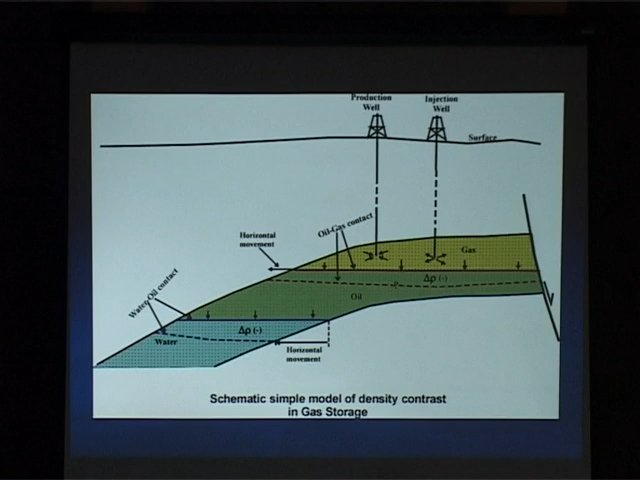 Production
Well
Injection
Well
Surface
Oil-Gas contact
Horizontal
movement
Gas
Δρ (-)
Oil
Water-Oil contact
Δρ (-)
Water
Horizontal
movement
Schematic simple model of density contrast
in Gas Storage